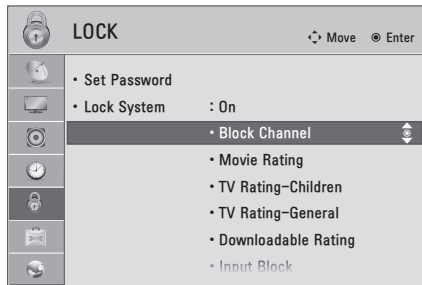 LOCK
Move Enter
• Set Password
• Lock System : On
• Block Channel
• Movie Rating
• TV Rating-Children
• TV Rating-General
• Downloadable Rating
• Input Block